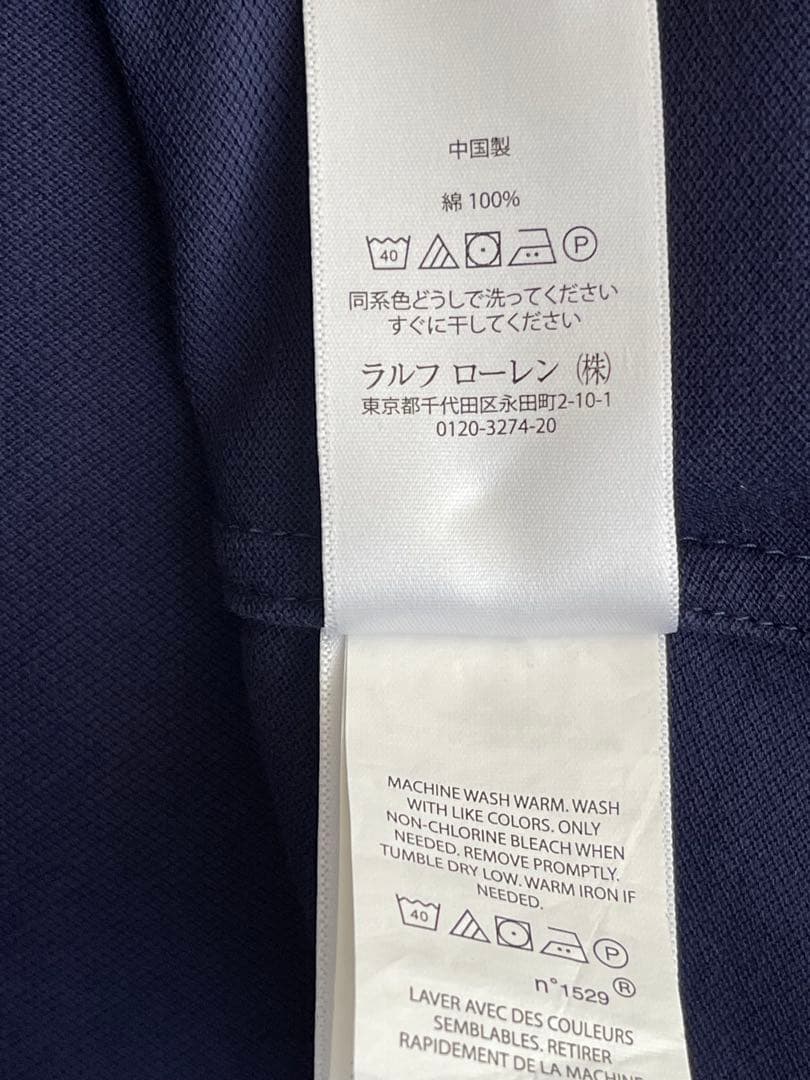 中国製
綿 100%
40 P
同系色どうしで洗ってください
すぐに干してください
ラルフ ローレン (株)
東京都千代田区永田町2-10-1
0120-3274-20
MACHINE WASH WARM. WASH
WITH LIKE COLORS. ONLY
NON-CHLORINE BLEACH WHEN
NEEDED. REMOVE PROMPTLY.
TUMBLE DRY LOW. WARM IRON IF
NEEDED.
40 P
n°1529 ®
LAVER AVEC DES COULEURS
SEMBLABLES. RETIRER
RAPIDEMENT DE LA MACHINE